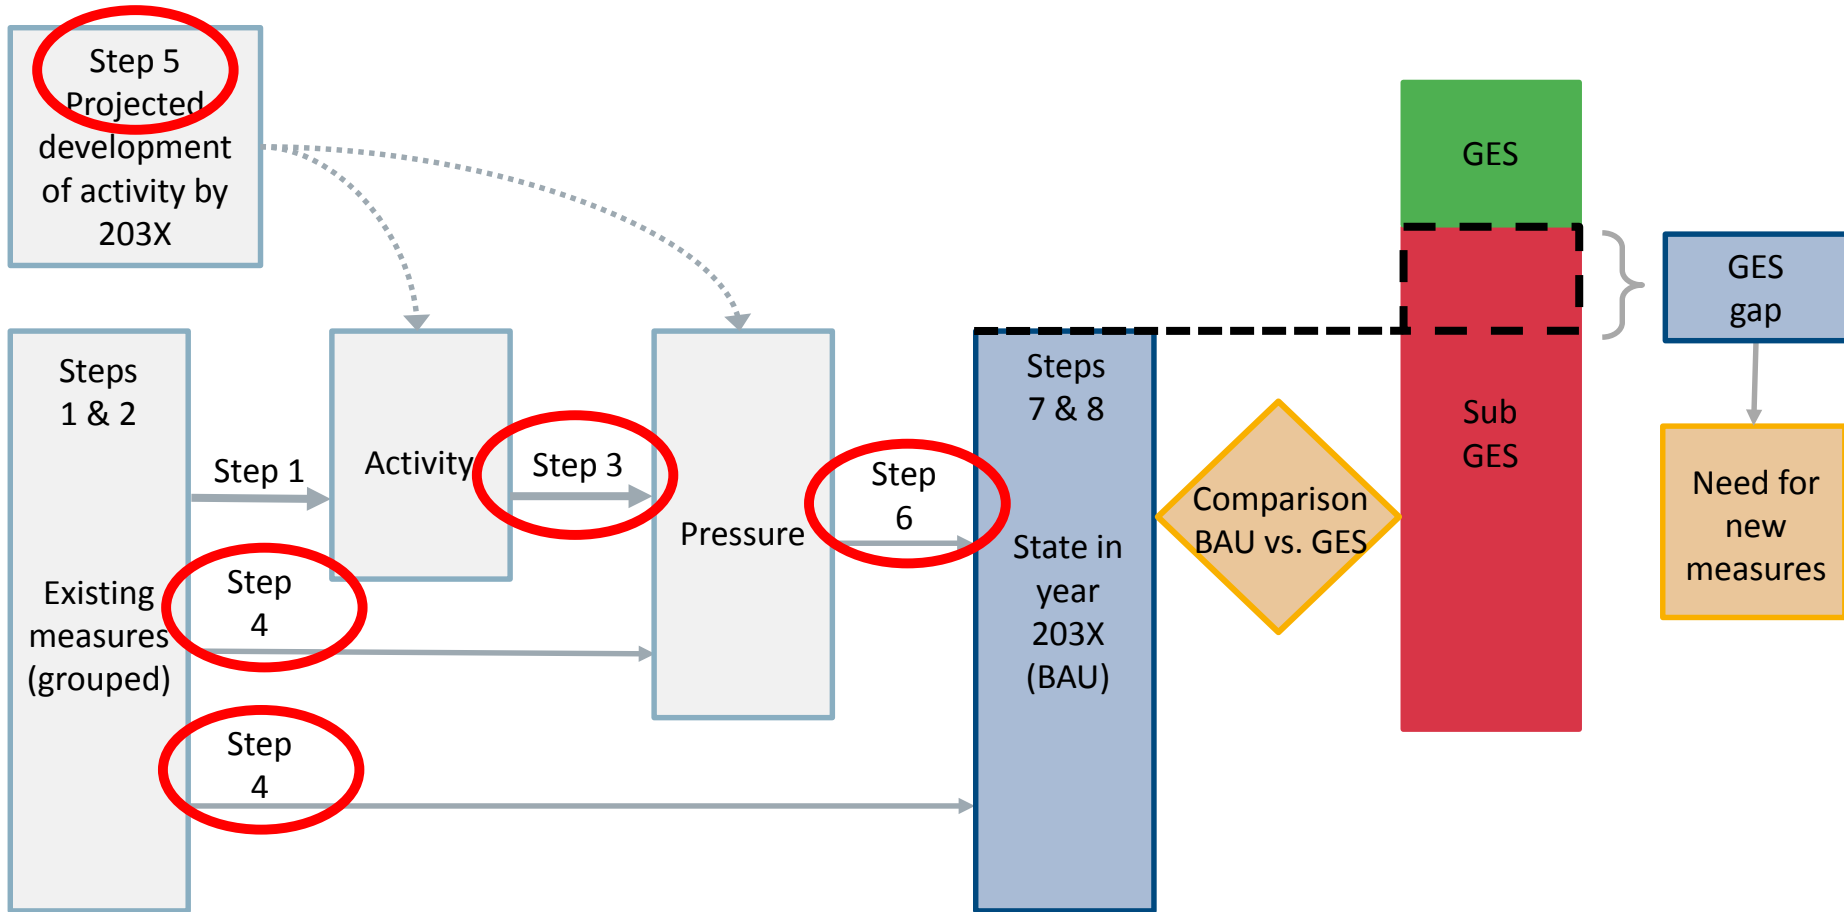 Step 5
Projected
development
of activity by
203X
Steps
1 & 2
Existing
measures
(grouped)
Step 1
Step
4
Step
4
Activity
Step 3
Pressure
Step
6
Steps
7 & 8
State in
year
203X
(BAU)
Comparison
BAU vs. GES
GES
Sub
GES
GES
gap
Need for
new
measures